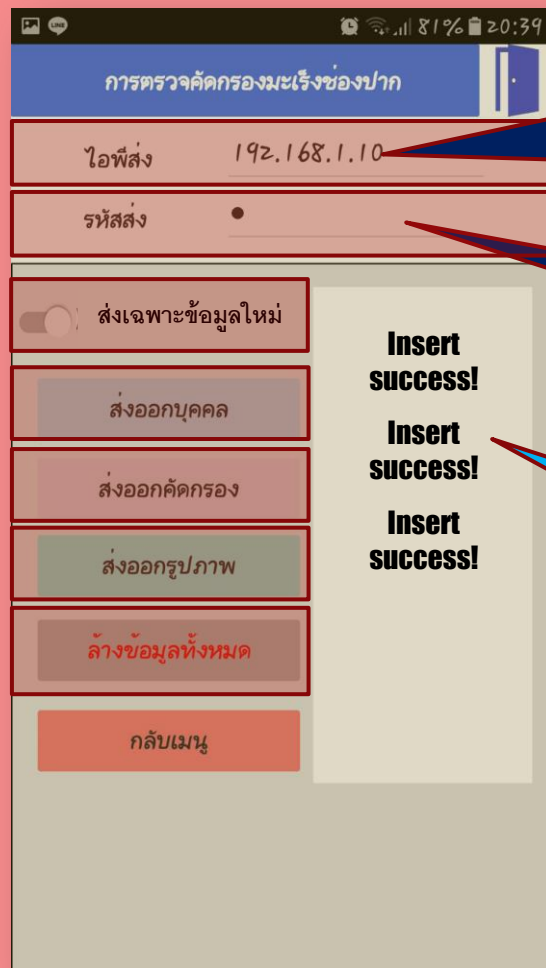 LINE 81% 20:39
การตรวจคัดกรองมะเร็งช่องปาก
ไอพีส่ง 192.168.1.10
รหัสส่ง ●
ส่งเฉพาะข้อมูลใหม่
ส่งออกบุคคล
ส่งออกคัดกรอง
ส่งออกรูปภาพ
ล้างข้อมูลทั้งหมด
กลับเมนู
Insert
success!
Insert
success!
Insert
success!